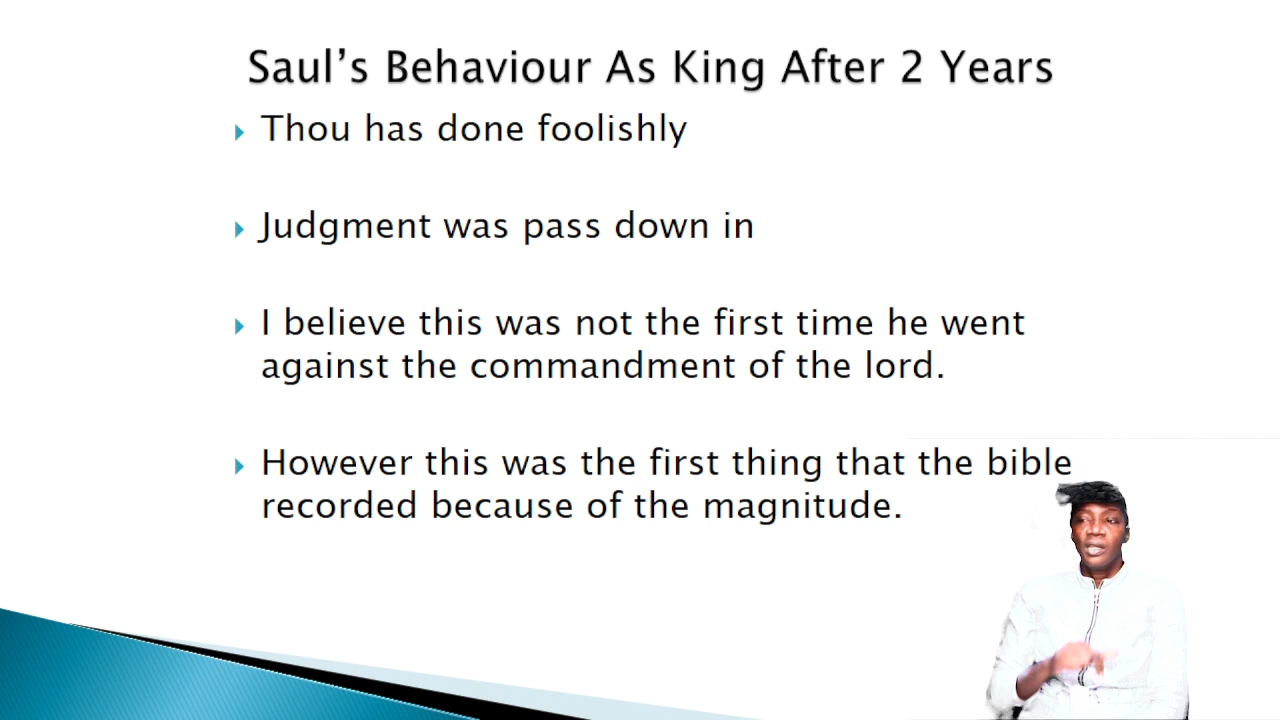 Saul's Behaviour As King After 2 Years
Thou has done foolishly
Judgment was pass down in
I believe this was not the first time he went
against the commandment of the lord.
However this was the first thing that the bible
recorded because of the magnitude.